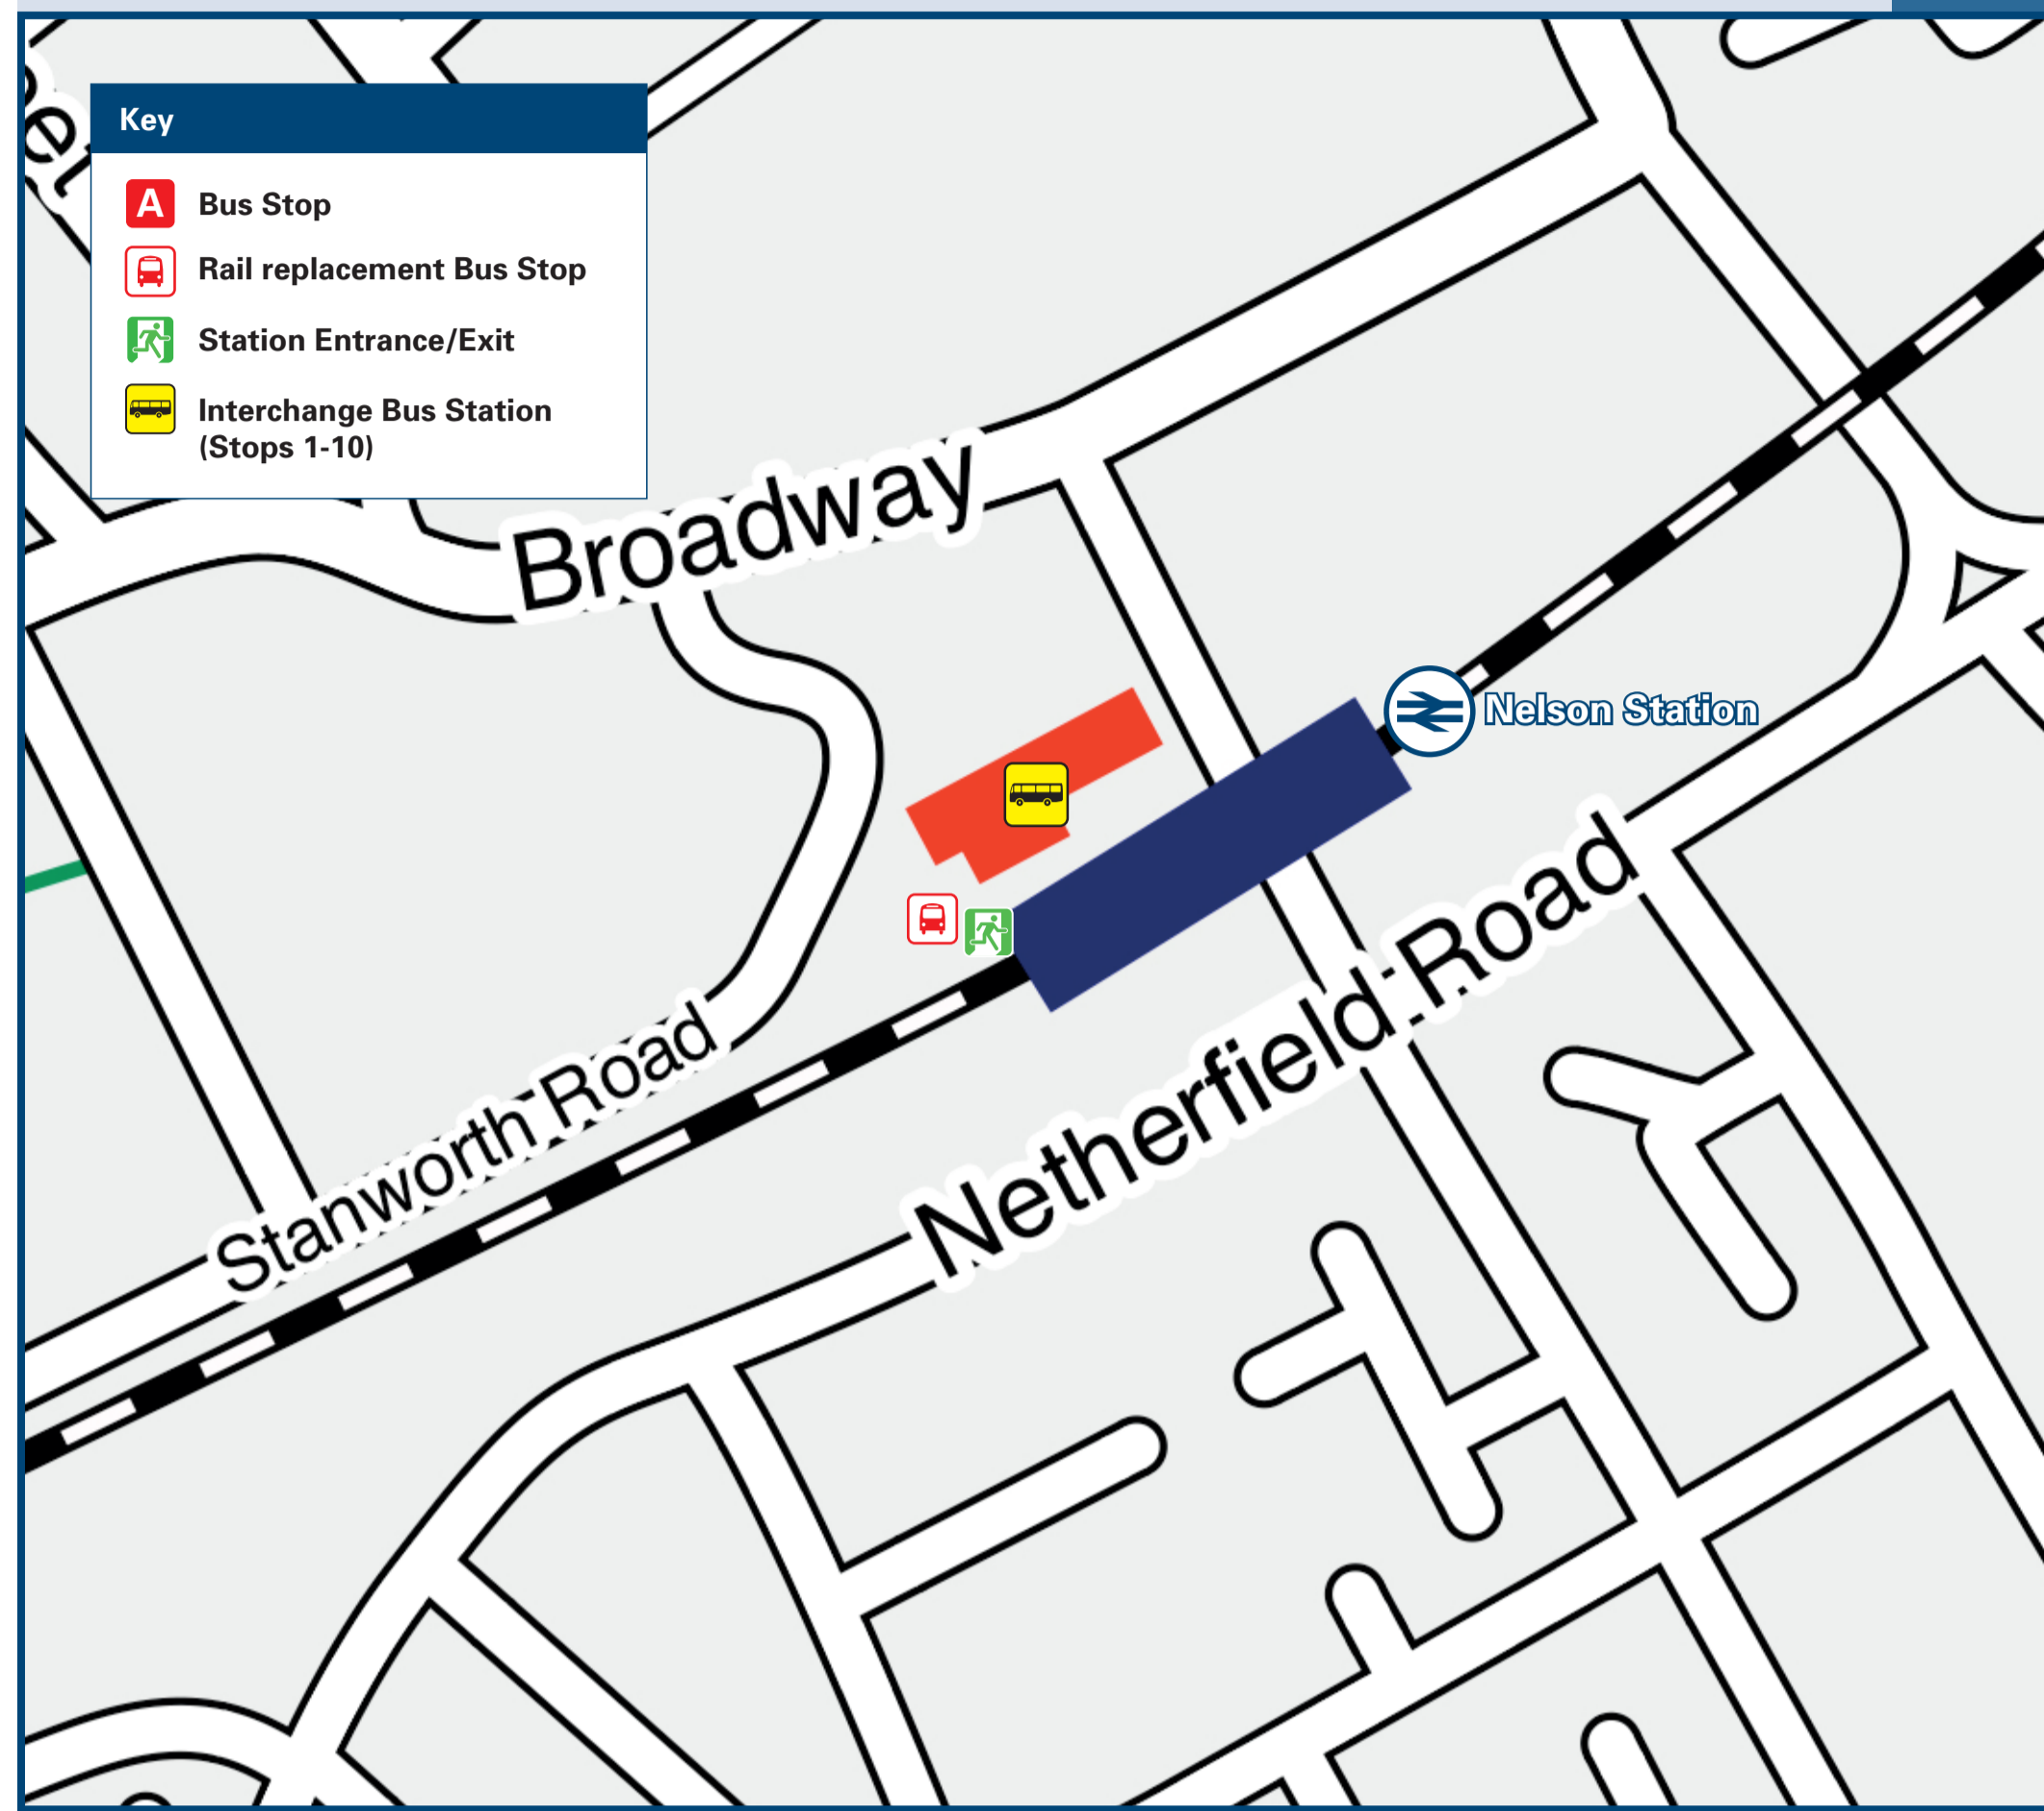 Key
A
Bus Stop
Rail replacement Bus Stop
Station Entrance/Exit
Interchange Bus Station
(Stops 1-10)
Broadway
Nelson Station
Stanworth Road
Netherfield Road